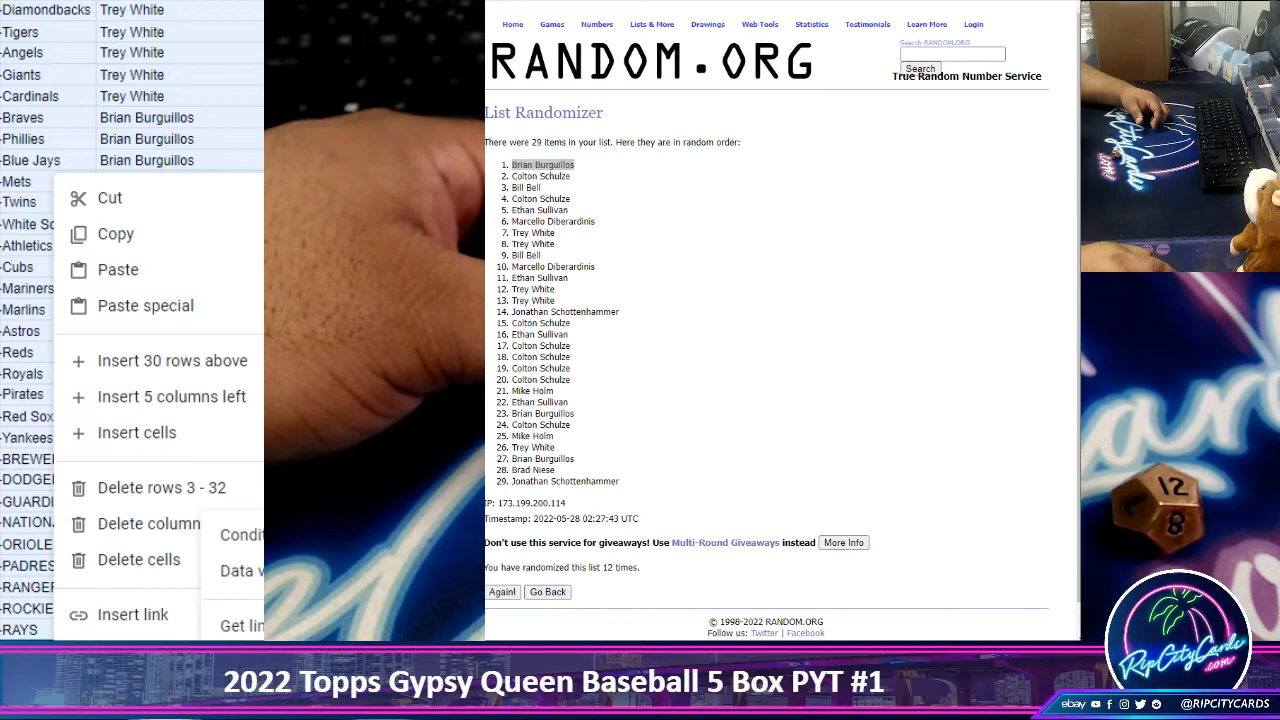 -Diamondbacks Trey White
-Tigers Trey White
-Angels Trey White
-Giants Trey White
-Cardinals Trey White
-Braves Brian Burguillos
-Phillies Brian Burguillos
-Blue Jays Brian Burguillos
-Mets
-Twins
-White So
-Athletics
-Cubs
-Mariners
-Marlins
-Astros
-Reds
-Royals
-Pirates
-Red Sox
-Yankees
-BREWE
-DODGE
-GUARD
-NATION
-ORIOLE
-PADRES
-RANGER
-ROCKIE
-RAYS
Cut
Copy
Paste
Paste special
Insert 30 rows above
Insert 5 columns left
Insert cells
Delete rows 3 - 32
Delete column
Delete cells
Insert link
Condit
Data v
Get lin
Home Games Numbers Lists & More Drawings Web Tools Statistics Testimonials Learn More Login
RANDOM.ORG
Search RANDOM.ORG
Search
True Random Number Service
List Randomizer
There were 29 items in your list. Here they are in random order:
1. Brian Burguillos
2. Colton Schulze
3. Bill Bell
4. Colton Schulze
5. Ethan Sullivan
6. Marcello Diberardinis
7. Trey White
8. Trey White
9. Bill Bell
10. Marcello Diberardinis
11. Ethan Sullivan
12. Trey White
13. Trey White
14. Jonathan Schottenhammer
15. Colton Schulze
16. Ethan Sullivan
17. Colton Schulze
18. Colton Schulze
19. Colton Schulze
20. Colton Schulze
21. Mike Holm
22. Ethan Sullivan
23. Brian Burguillos
24. Colton Schulze
25. Mike Holm
26. Trey White
27. Brian Burguillos
28. Brad Niese
29. Jonathan Schottenhammer
IP: 173.199.200.114
Timestamp: 2022-05-28 02:27:43 UTC
Don't use this service for giveaways! Use Multi-Round Giveaways instead More Info
You have randomized this list 12 times.
Again! Go Back
© 1998-2022 RANDOM.ORG
Follow us: Twitter | Facebook
RipCityCards
.com
12
8
RipCityCards
.com
2022 Topps Gypsy Queen Baseball 5 Box PYT #1
ebay @RIPCITYCARDS